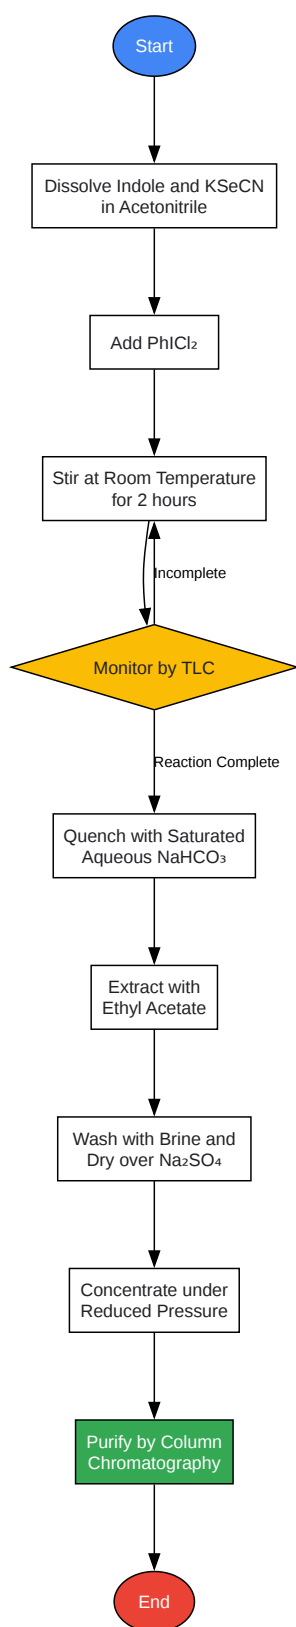 Start
Dissolve Indole and KSeCN
in Acetonitrile
Add PhICl₂
Stir at Room Temperature
for 2 hours
Incomplete
Monitor by TLC
Reaction Complete
Quench with Saturated
Aqueous NaHCO₃
Extract with
Ethyl Acetate
Wash with Brine and
Dry over Na₂SO₄
Concentrate under
Reduced Pressure
Purify by Column
Chromatography
End